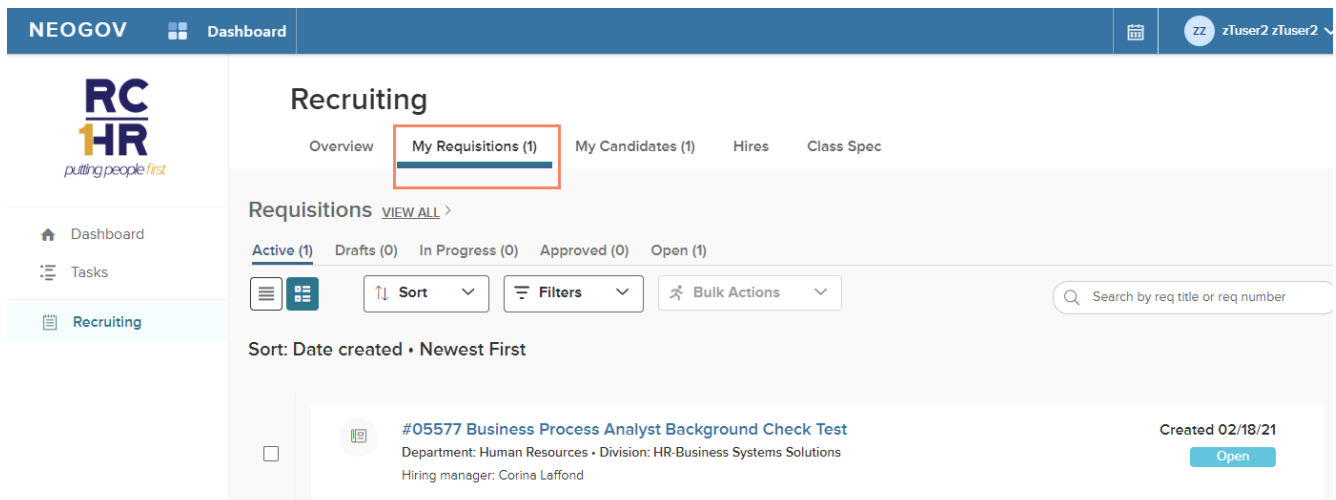 NEOGOV Dashboard ZZ zTuser2 zTuser2
RC
1HR
putting people first
Dashboard
Tasks
Recruiting
Recruiting
Overview My Requisitions (1) My Candidates (1) Hires Class Spec
Requisitions VIEW ALL >
Active (1) Drafts (0) In Progress (0) Approved (0) Open (1)
Sort Filters Bulk Actions Search by req title or req number
Sort: Date created • Newest First
#05577 Business Process Analyst Background Check Test Created 02/18/21
Department: Human Resources • Division: HR-Business Systems Solutions Open
Hiring manager: Corina Laffond